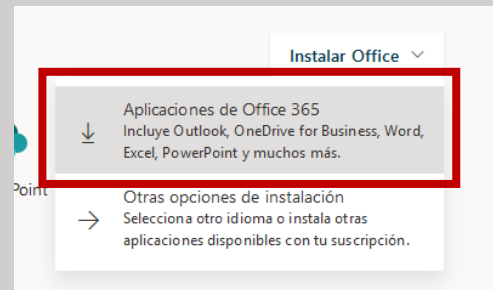 Instalar Office
Aplicaciones de Office 365
Incluye Outlook, OneDrive for Business, Word,
Excel, PowerPoint y muchos más.
Point
Otras opciones de instalación
Selecciona otro idioma o instala otras
aplicaciones disponibles con tu suscripción.